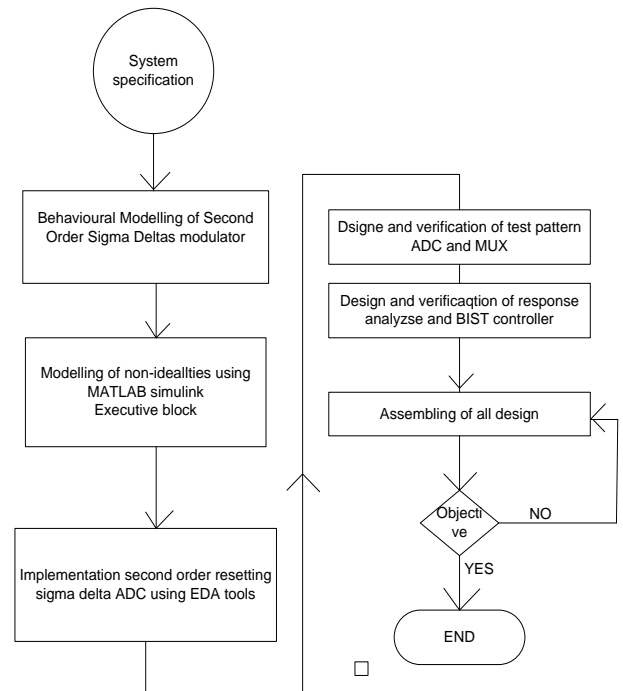 System
specification
Behavioural Modelling of Second
Order Sigma Deltas modulator
Modelling of non-ideallties using
MATLAB simulink
Executive block
Implementation second order resetting
sigma delta ADC using EDA tools
Dsigne and verification of test pattern
ADC and MUX
Design and verificaqtion of response
analyzse and BIST controller
Assembling of all design
Objecti
ve
NO
YES
END